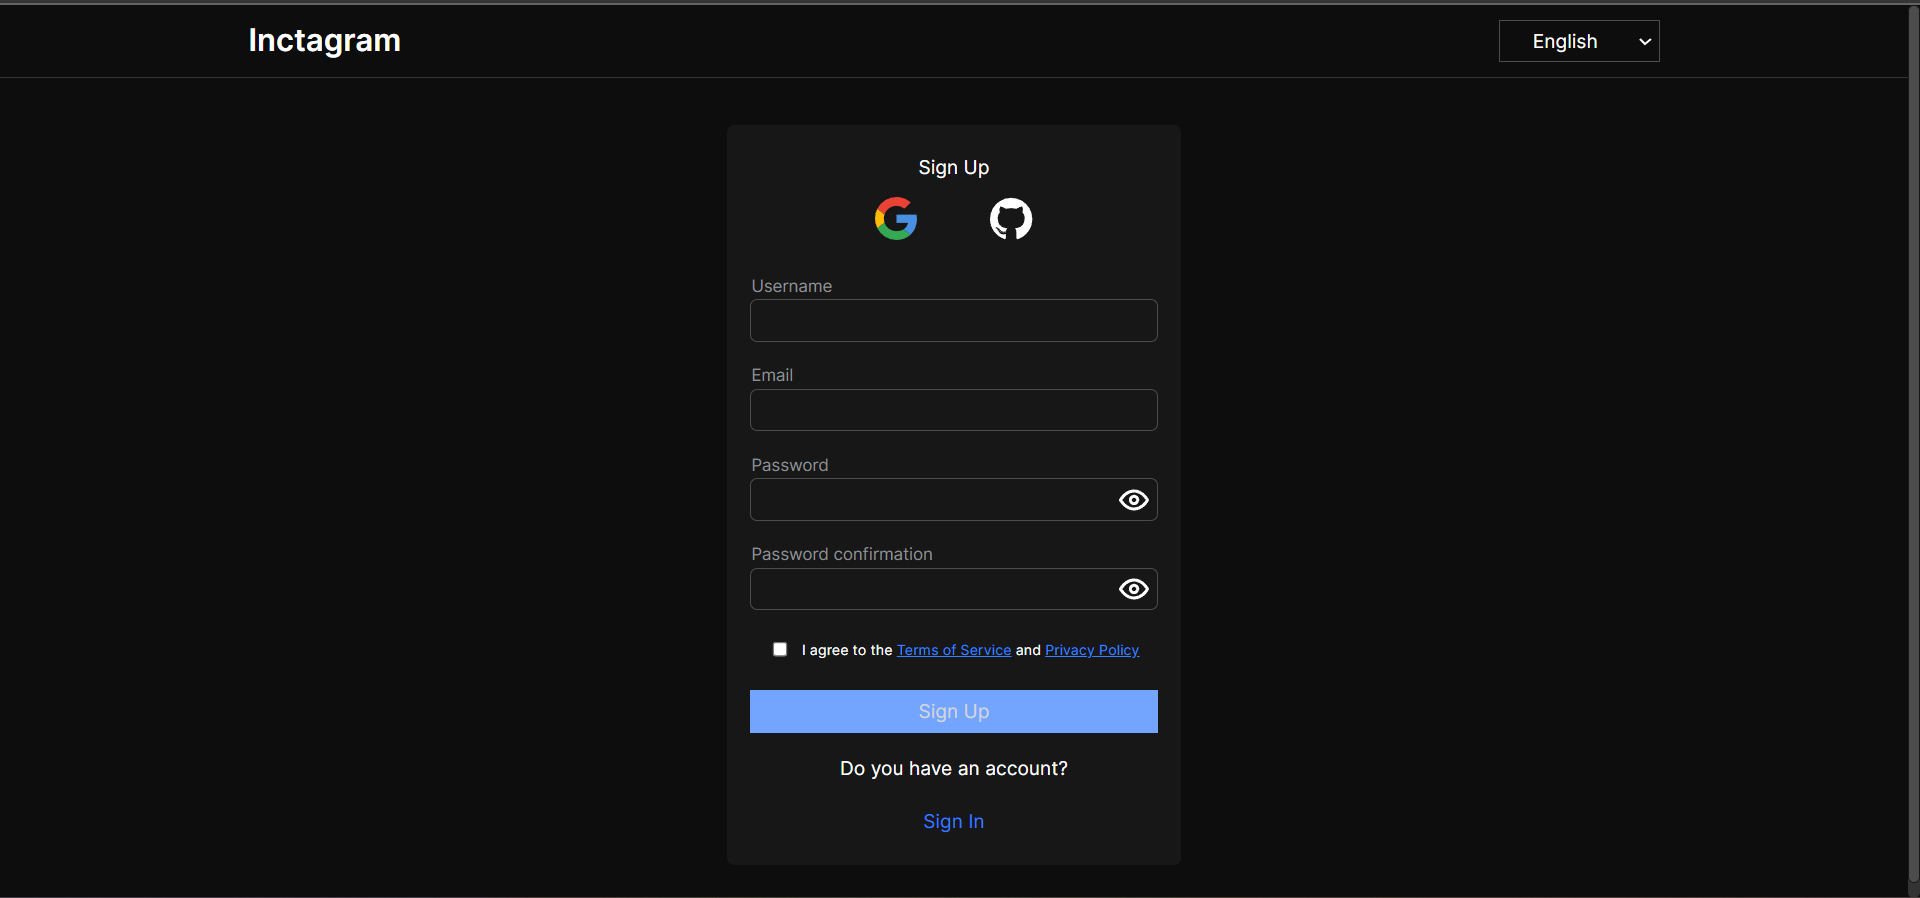 Inctagram
English
Sign Up
Username
Email
Password
Password confirmation
I agree to the Terms of Service and Privacy Policy
Sign Up
Do you have an account?
Sign In